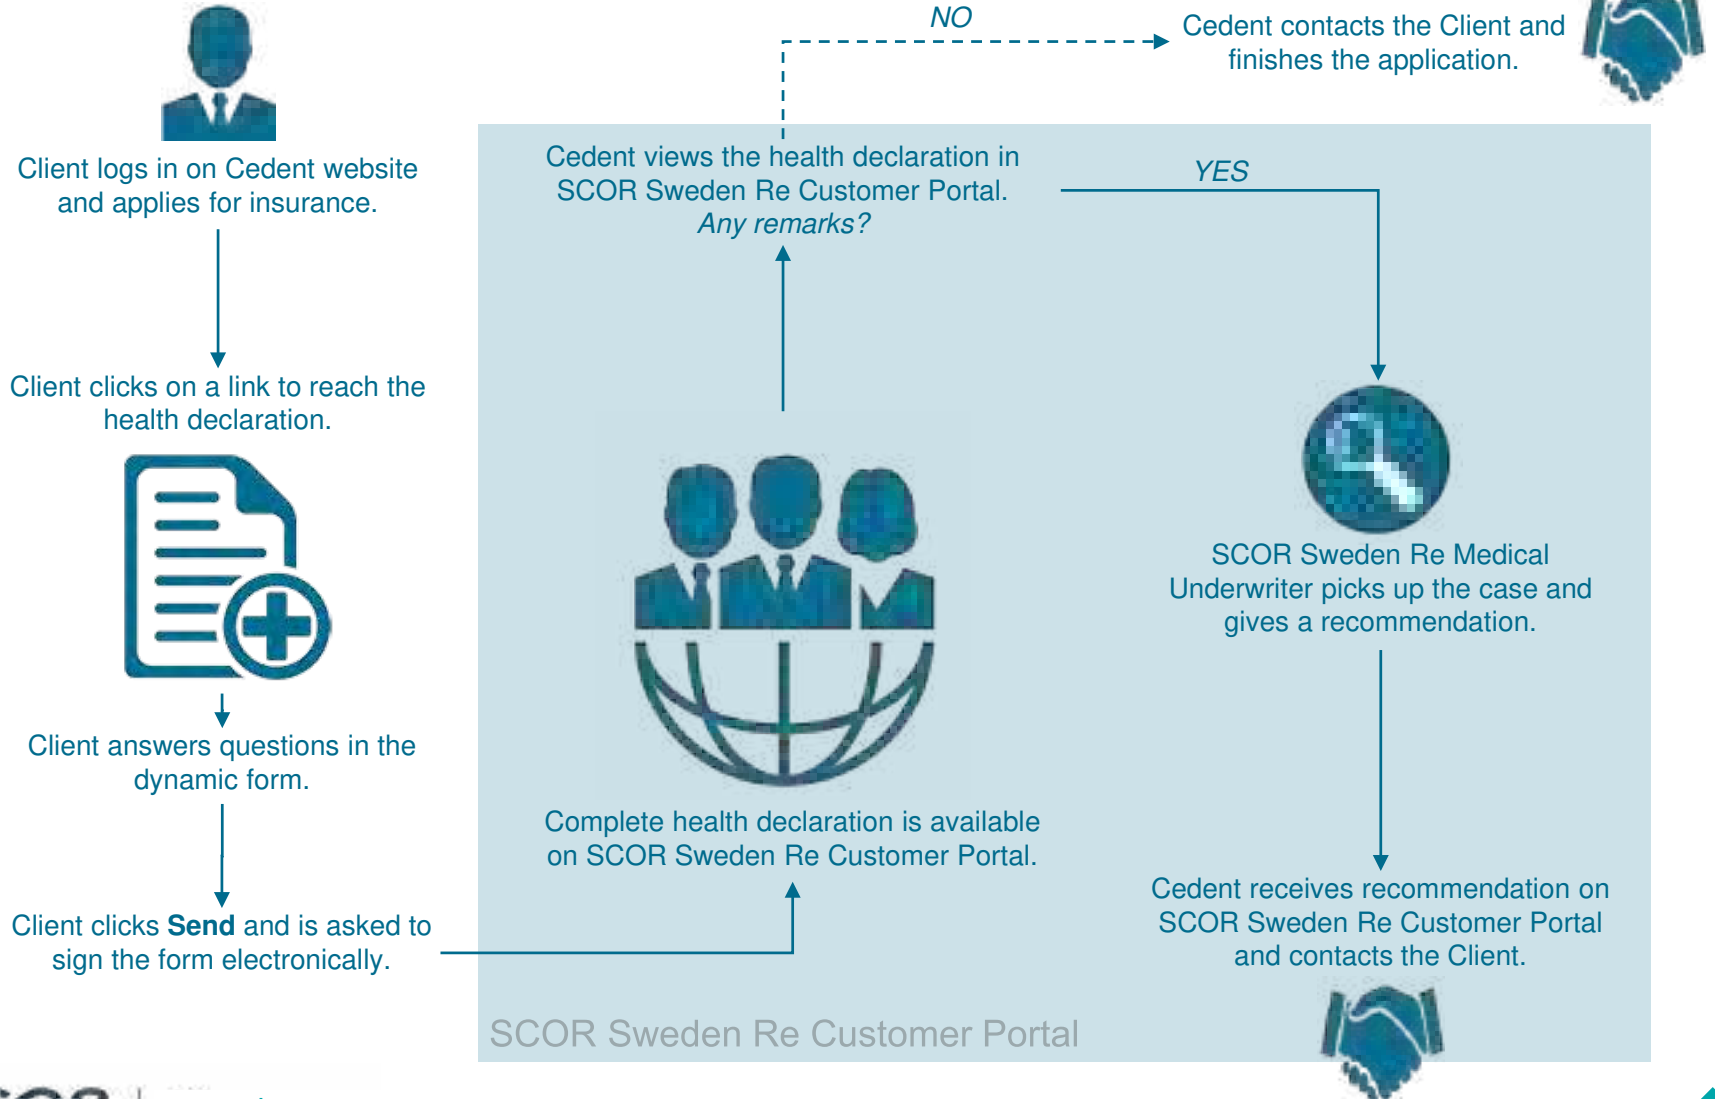 Client logs in on Cedent website
and applies for insurance.
Client clicks on a link to reach the
health declaration.
Client answers questions in the
dynamic form.
Client clicks Send and is asked to
sign the form electronically.
Complete health declaration is available
on SCOR Sweden Re Customer Portal.
Cedent views the health declaration in
SCOR Sweden Re Customer Portal.
Any remarks?
NO
Cedent contacts the Client and
finishes the application.
YES
SCOR Sweden Re Medical
Underwriter picks up the case and
gives a recommendation.
Cedent receives recommendation on
SCOR Sweden Re Customer Portal
and contacts the Client.
SCOR Sweden Re Customer Portal